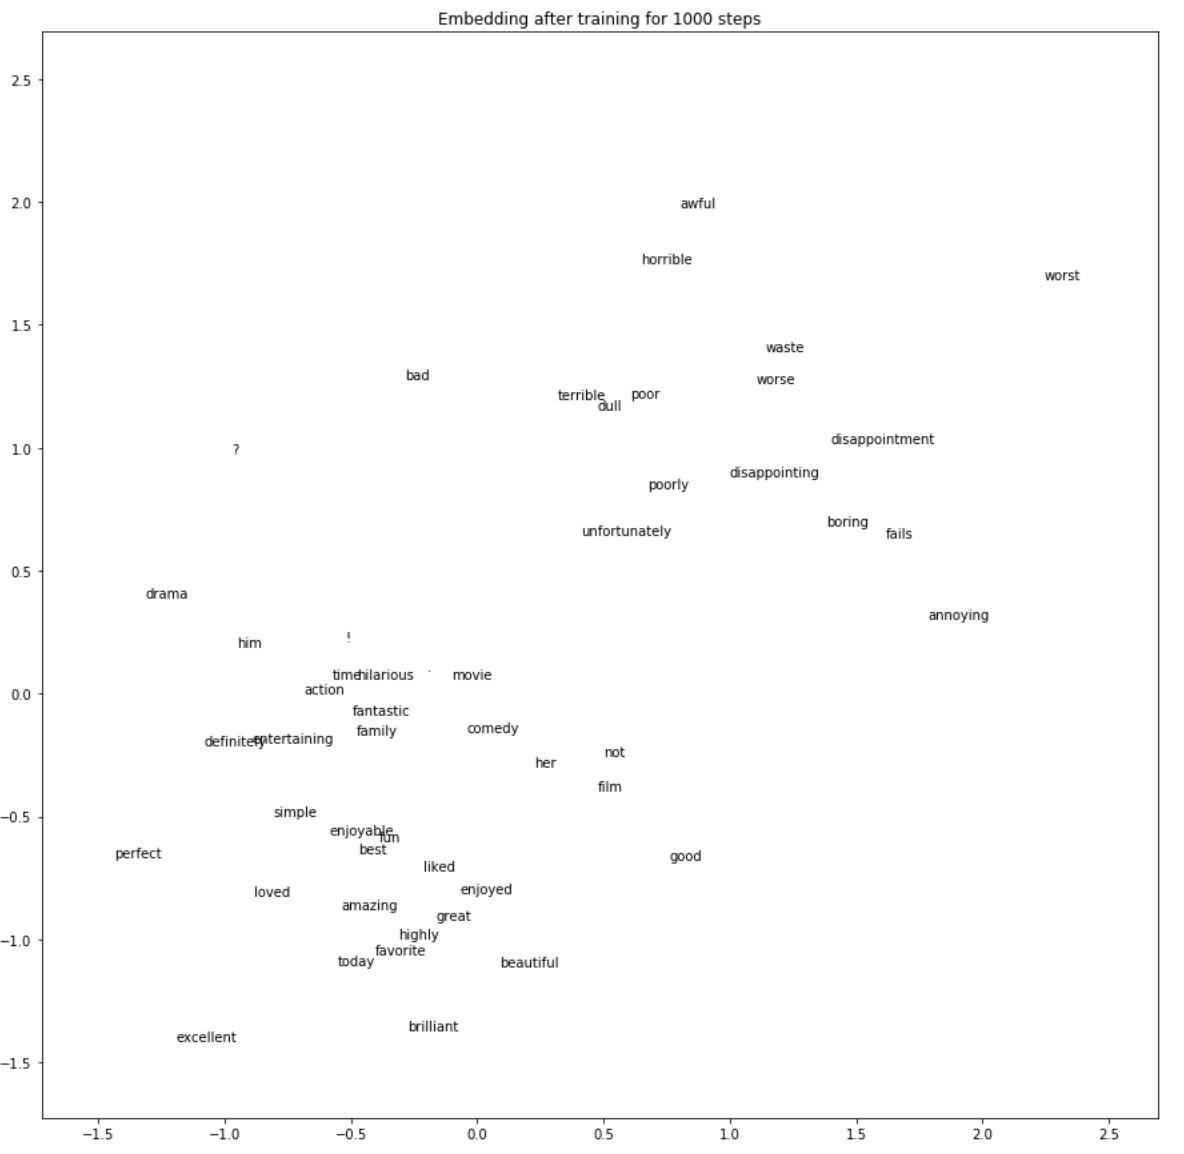 Embedding after training for 1000 steps
2.5
2.0
awful
horrible
worst
1.5
waste
bad
worse
terrible
poor
dull
1.0
?
disappointment
disappointing
poorly
boring
unfortunately
fails
0.5
drama
annoying
him
!
time
hilarious
.
movie
0.0
action
fantastic
family
comedy
definitely
entertaining
not
her
film
−0.5
simple
enjoyable
fun
best
perfect
good
liked
loved
enjoyed
amazing
great
−1.0
highly
favorite
today
beautiful
brilliant
excellent
−1.5
−1.5 −1.0 −0.5 0.0 0.5 1.0 1.5 2.0 2.5